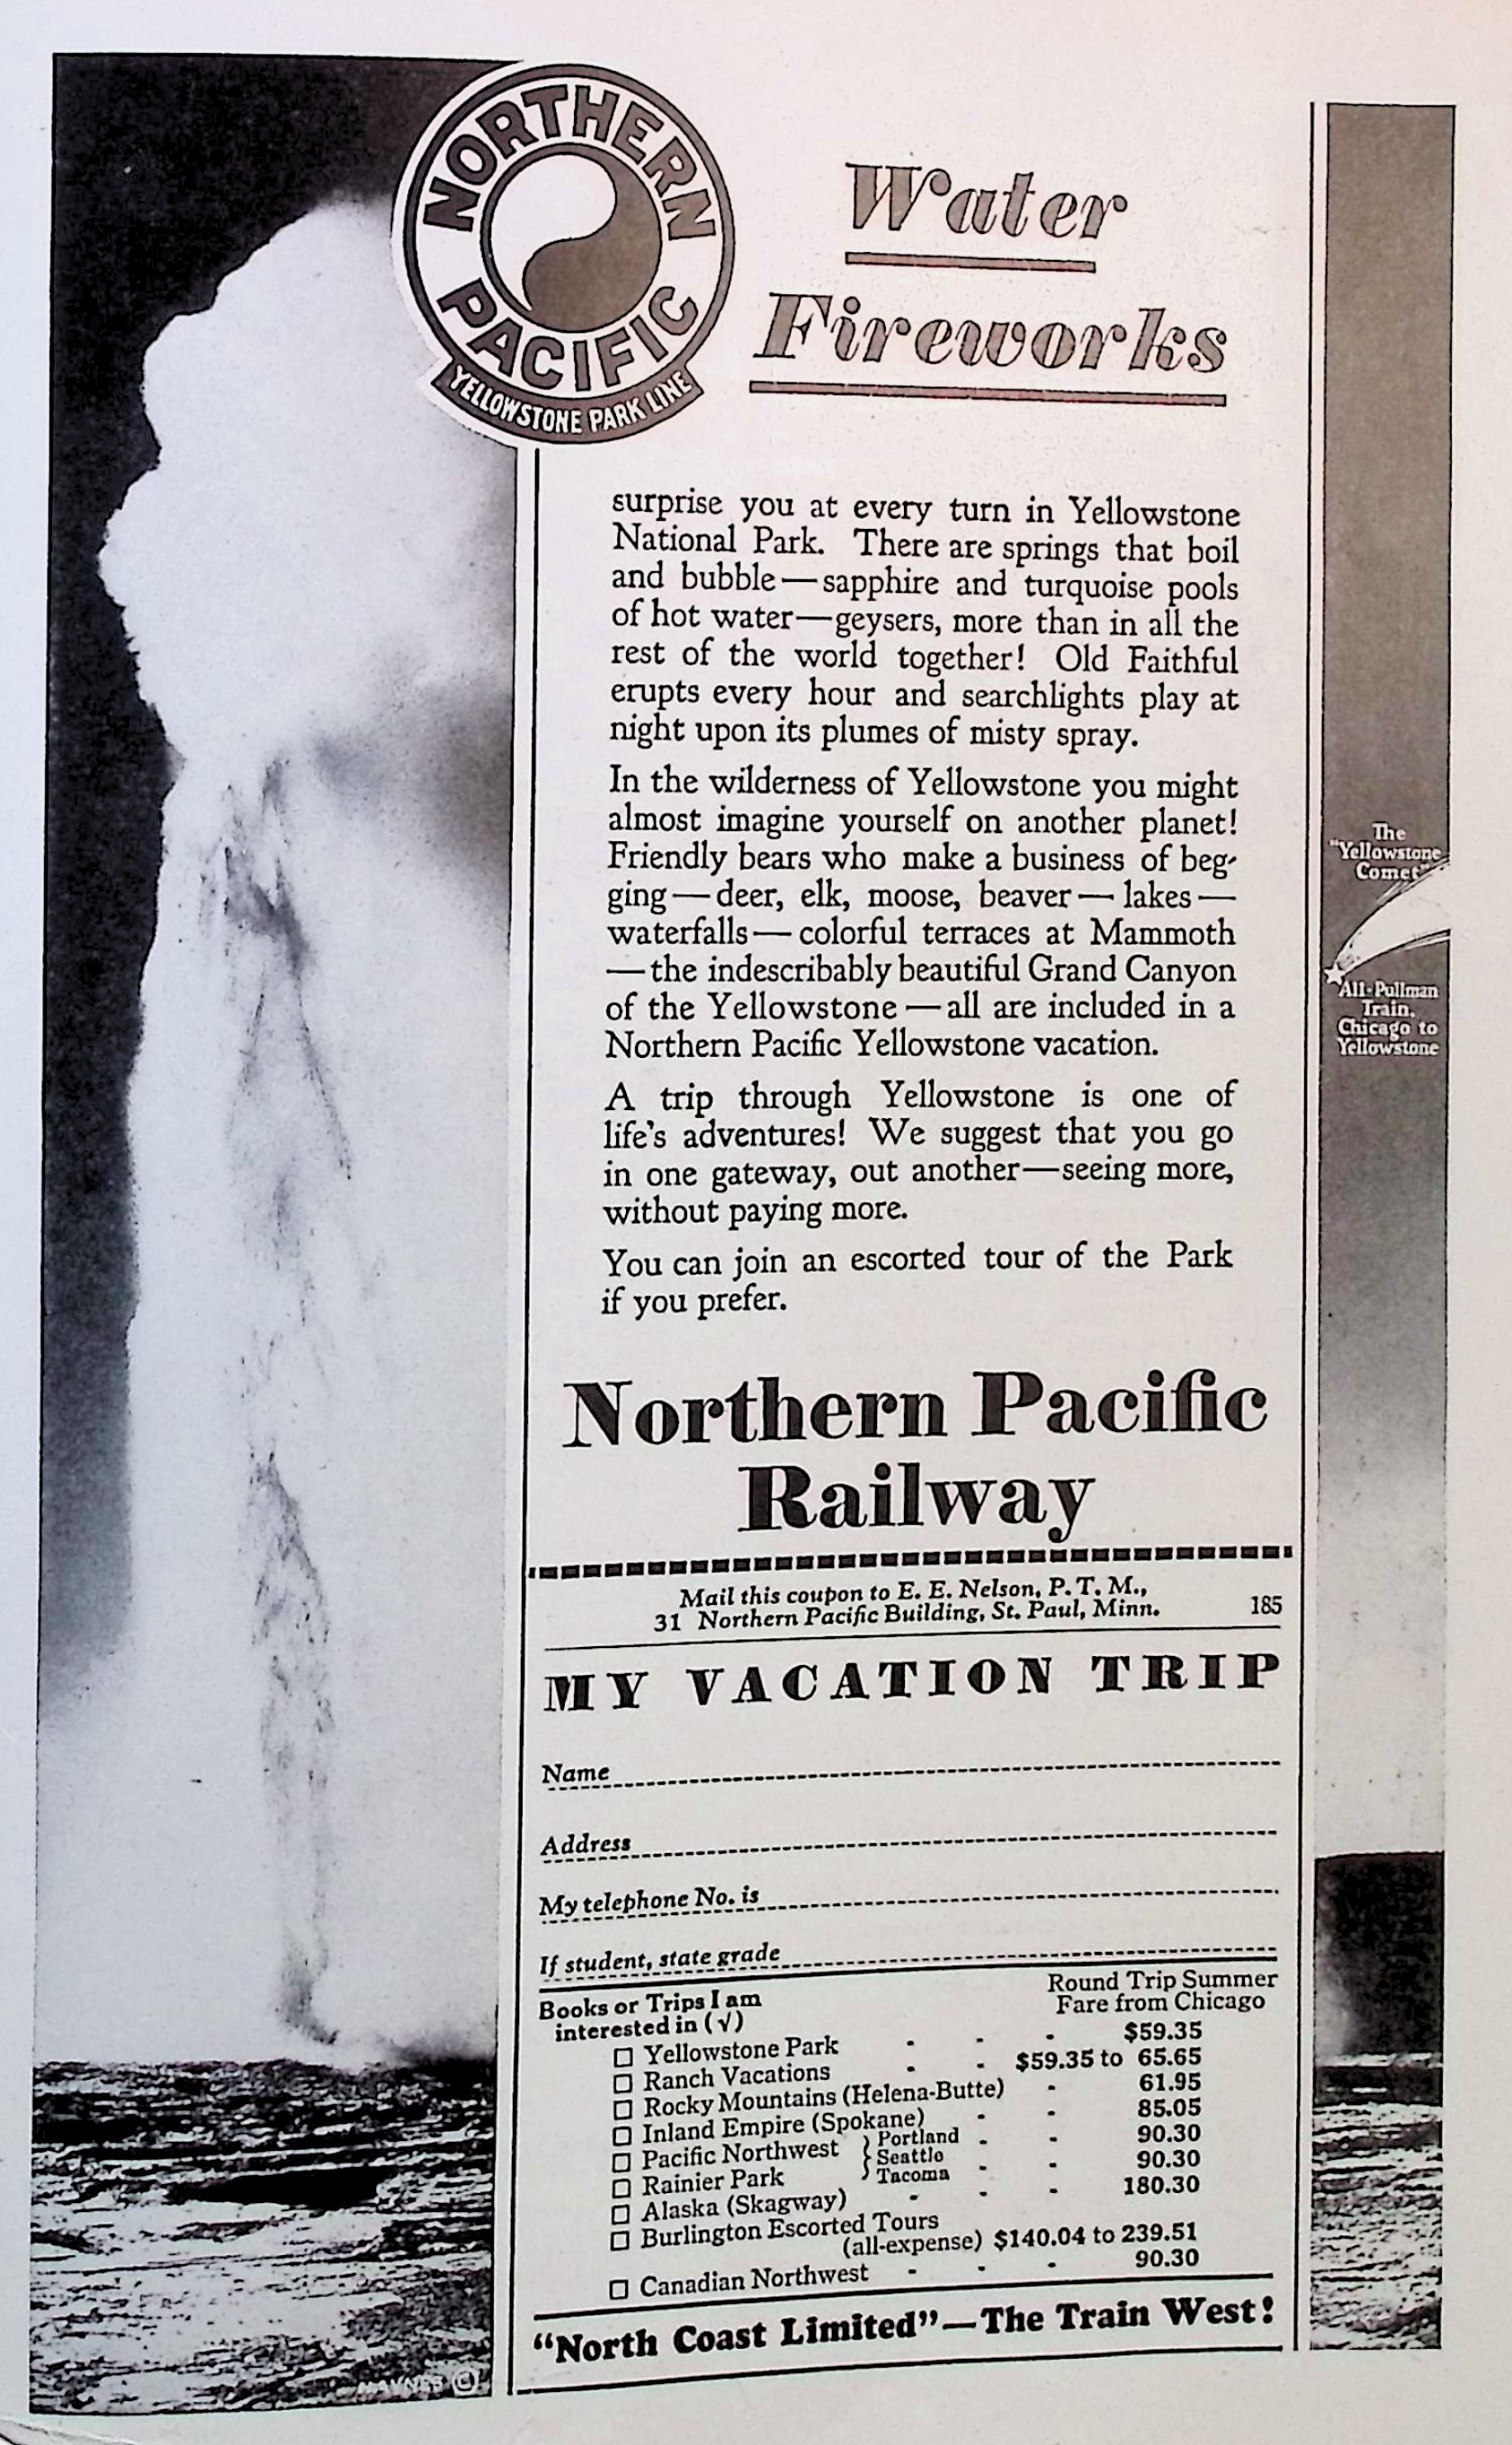 NORTHERN
PACIFIC
YELLOWSTONE PARK LINE
Water
Fireworks
surprise you at every turn in Yellowstone
National Park. There are springs that boil
and bubble—sapphire and turquoise pools
of hot water—geysers, more than in all the
rest of the world together! Old Faithful
erupts every hour and searchlights play at
night upon its plumes of misty spray.
In the wilderness of Yellowstone you might
almost imagine yourself on another planet!
Friendly bears who make a business of beg-
ging—deer, elk, moose, beaver—lakes—
waterfalls—colorful terraces at Mammoth
—the indescribably beautiful Grand Canyon
of the Yellowstone—all are included in a
Northern Pacific Yellowstone vacation.
A trip through Yellowstone is one of
life's adventures! We suggest that you go
in one gateway, out another—seeing more,
without paying more.
You can join an escorted tour of the Park
if you prefer.
Northern Pacific
Railway
Mail this coupon to E. E. Nelson, P. T. M.,
31 Northern Pacific Building, St. Paul, Minn. 185
MY VACATION TRIP
Name
Address
My telephone No. is
If student, state grade
Books or Trips I am
interested in (√)
Round Trip Summer
Fare from Chicago
□ Yellowstone Park - - - $59.35
□ Ranch Vacations - - $59.35 to 65.65
□ Rocky Mountains (Helena-Butte) - 61.95
□ Inland Empire (Spokane) - - 85.05
□ Pacific Northwest } Portland - - 90.30
Seattle
□ Rainier Park Tacoma - - 90.30
□ Alaska (Skagway) - - - 180.30
□ Burlington Escorted Tours
(all-expense) $140.04 to 239.51
□ Canadian Northwest - - - 90.30
"North Coast Limited"—The Train West!
The
"Yellowstone
Comet"
All-Pullman
Train.
Chicago to
Yellowstone
HAYNES ©